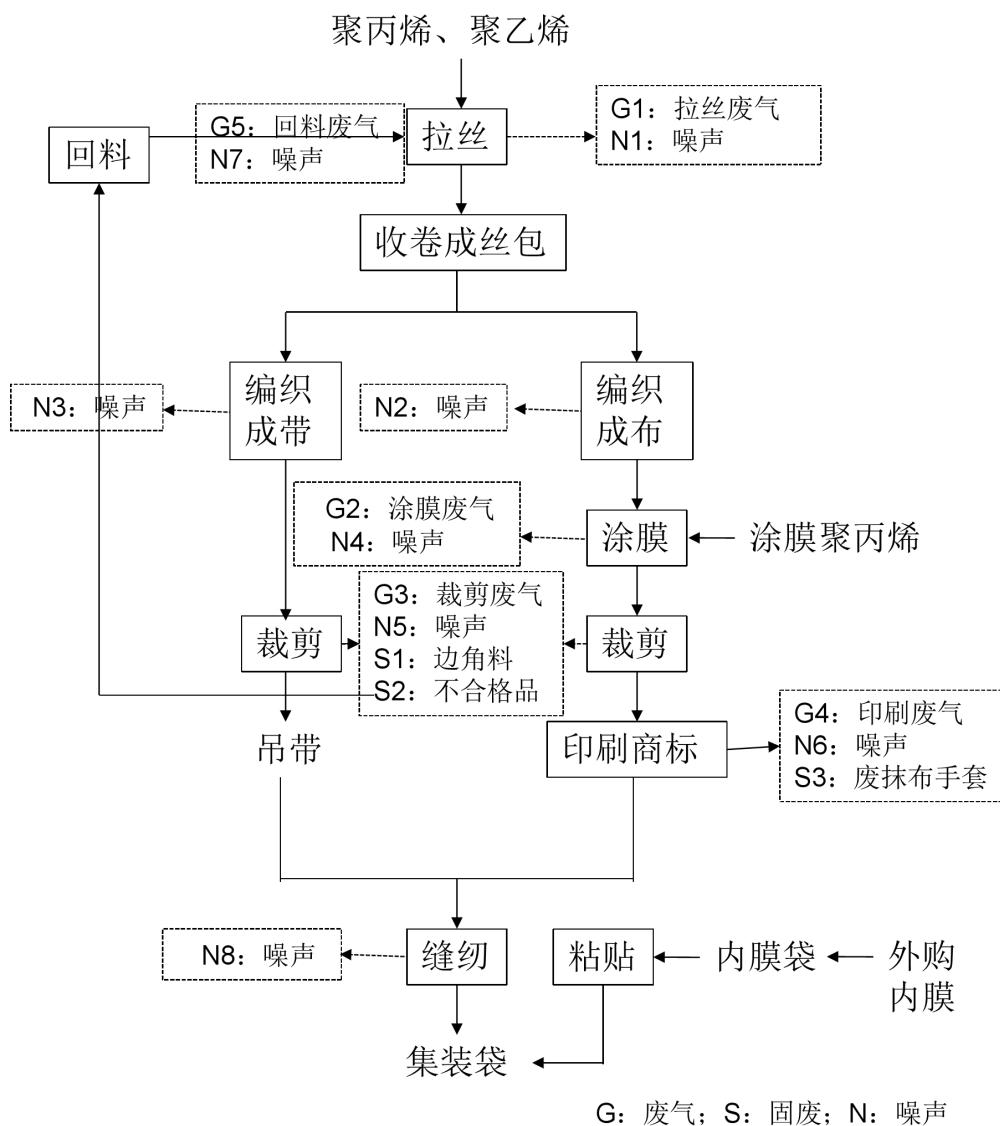 聚丙烯、聚乙烯
G5：回料废气
N7：噪声
回料
拉丝
G1：拉丝废气
N1：噪声
收卷成丝包
N3：噪声
编织
成带
N2：噪声
编织
成布
G2：涂膜废气
N4：噪声
涂膜
涂膜聚丙烯
裁剪
G3：裁剪废气
N5：噪声
S1：边角料
S2：不合格品
裁剪
吊带
印刷商标
G4：印刷废气
N6：噪声
S3：废抹布手套
N8：噪声
缝纫
粘贴
内膜袋
外购
内膜
集装袋
G：废气；S：固废；N：噪声